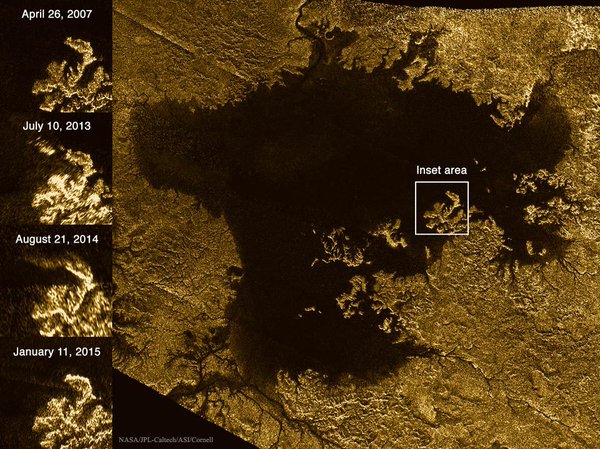 April 26, 2007
July 10, 2013
August 21, 2014
January 11, 2015
Inset area
NASA/JPL-Caltech/ASI/Cornell